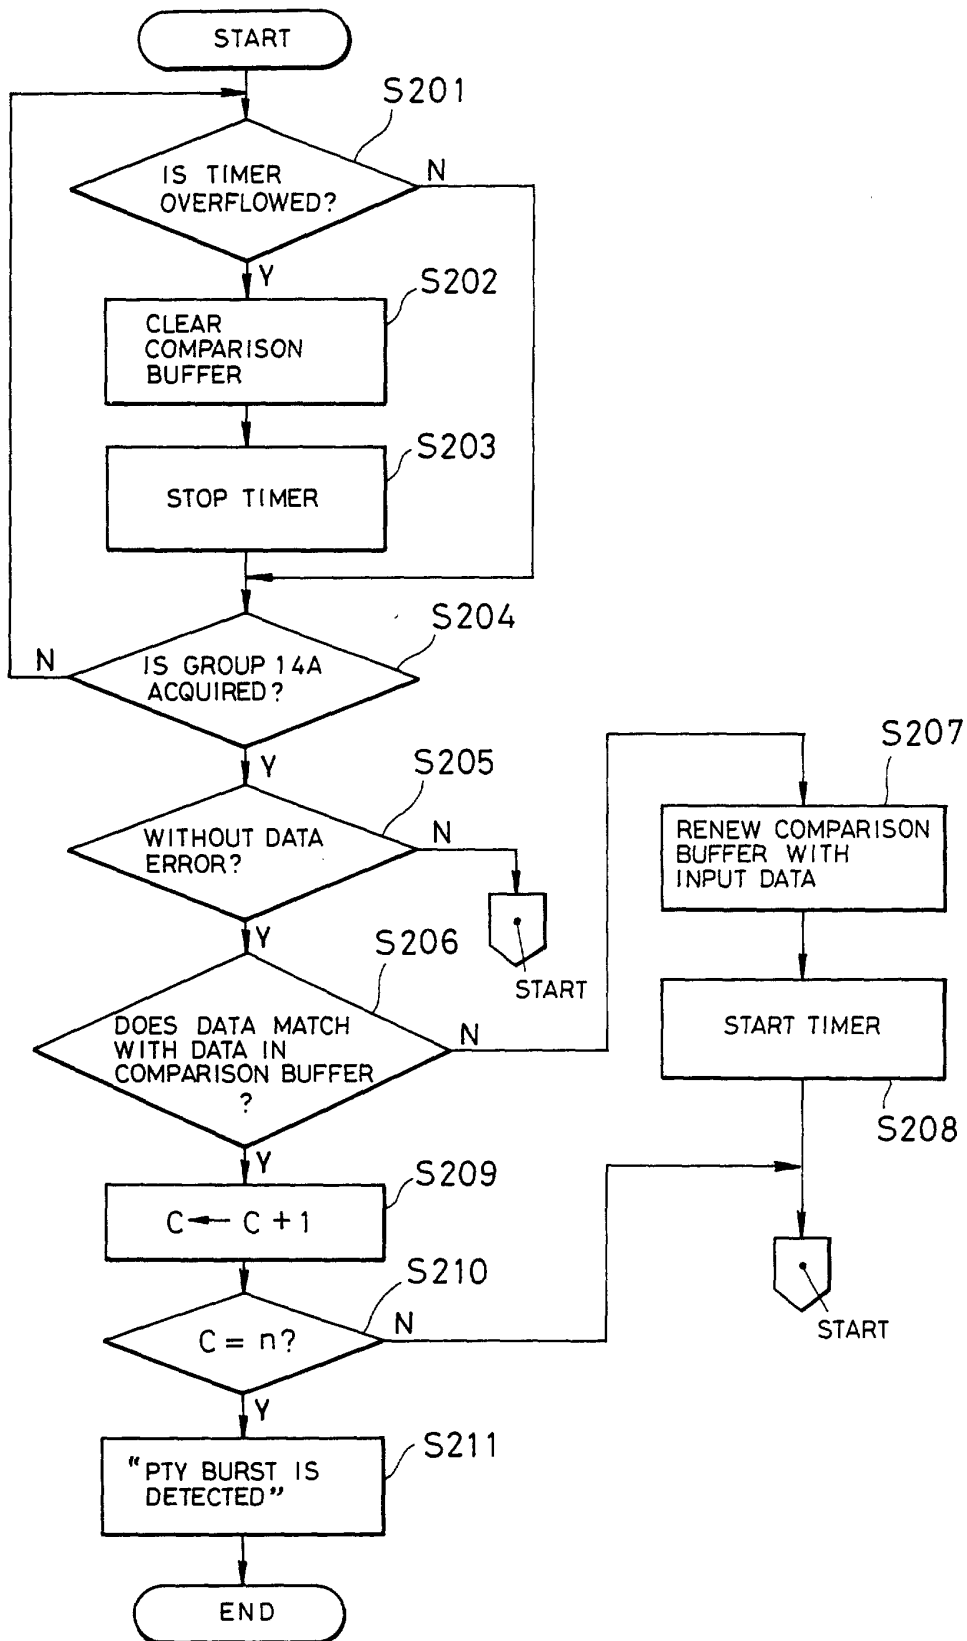 START
S201
IS TIMER
OVERFLOWED?
N
Y
S202
CLEAR
COMPARISON
BUFFER
S203
STOP TIMER
S204
N
IS GROUP 14A
ACQUIRED?
Y
S205
WITHOUT DATA
ERROR?
N
START
Y
S206
DOES DATA MATCH
WITH DATA IN
COMPARISON BUFFER
?
N
S207
RENEW COMPARISON
BUFFER WITH
INPUT DATA
START TIMER
S208
START
Y
S209
C ← C + 1
S210
C = n?
N
Y
S211
"PTY BURST IS
DETECTED"
END